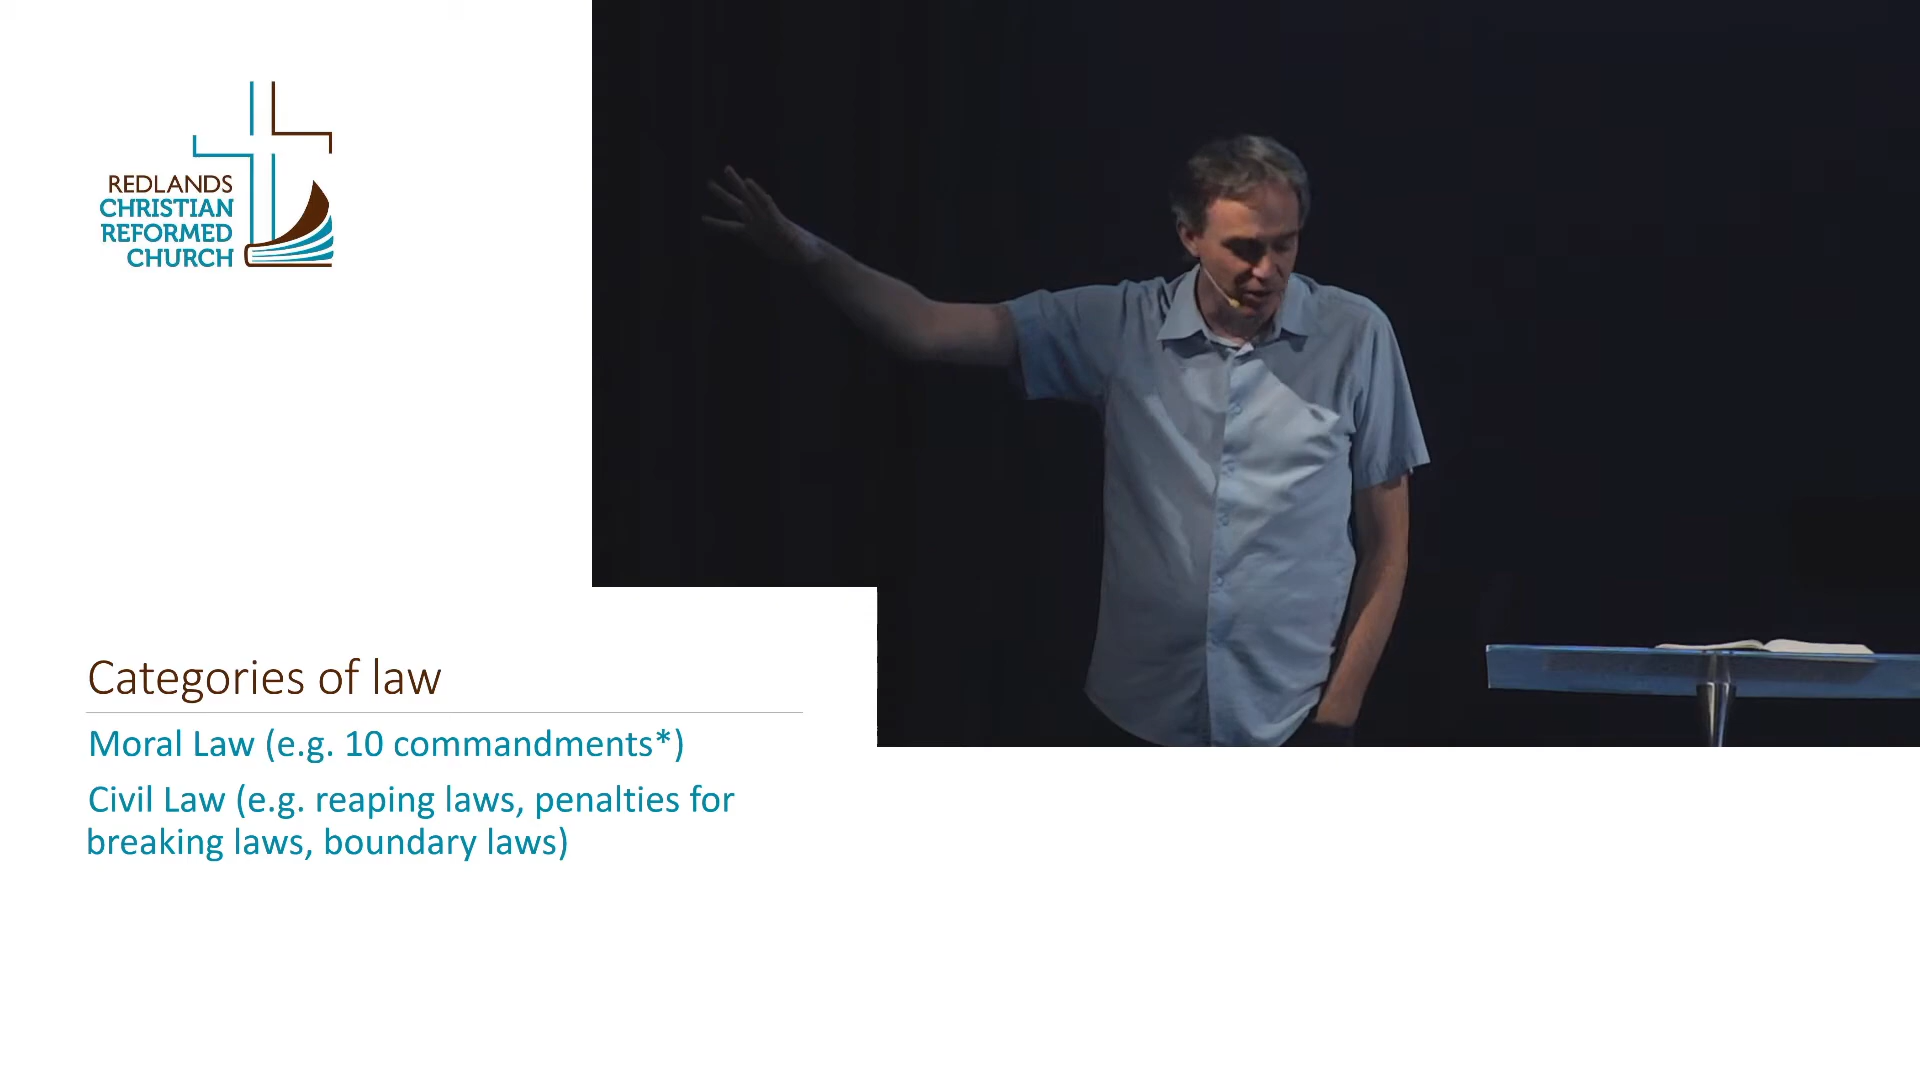 REDLANDS
CHRISTIAN
REFORMED
CHURCH
Categories of law
Moral Law (e.g. 10 commandments*)
Civil Law (e.g. reaping laws, penalties for
breaking laws, boundary laws)